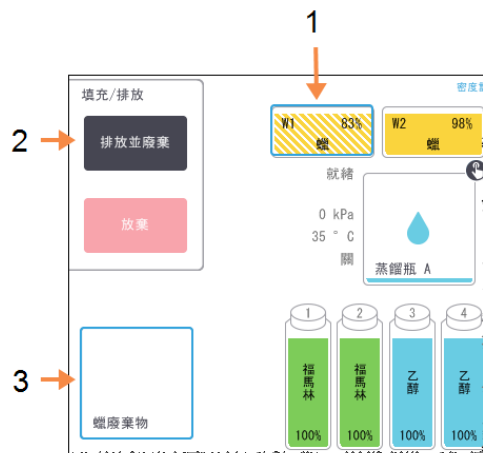 1
填充/排放
密度
W1 83%
蠟
W2 98%
蠟
2
排放並廢棄
就緒
放棄
0 kPa
35 ° C
關
蒸餾瓶 A
1
2
3
4
福馬林
福馬林
乙醇
乙醇
3
100%
100%
100%
100%
蠟廢棄物